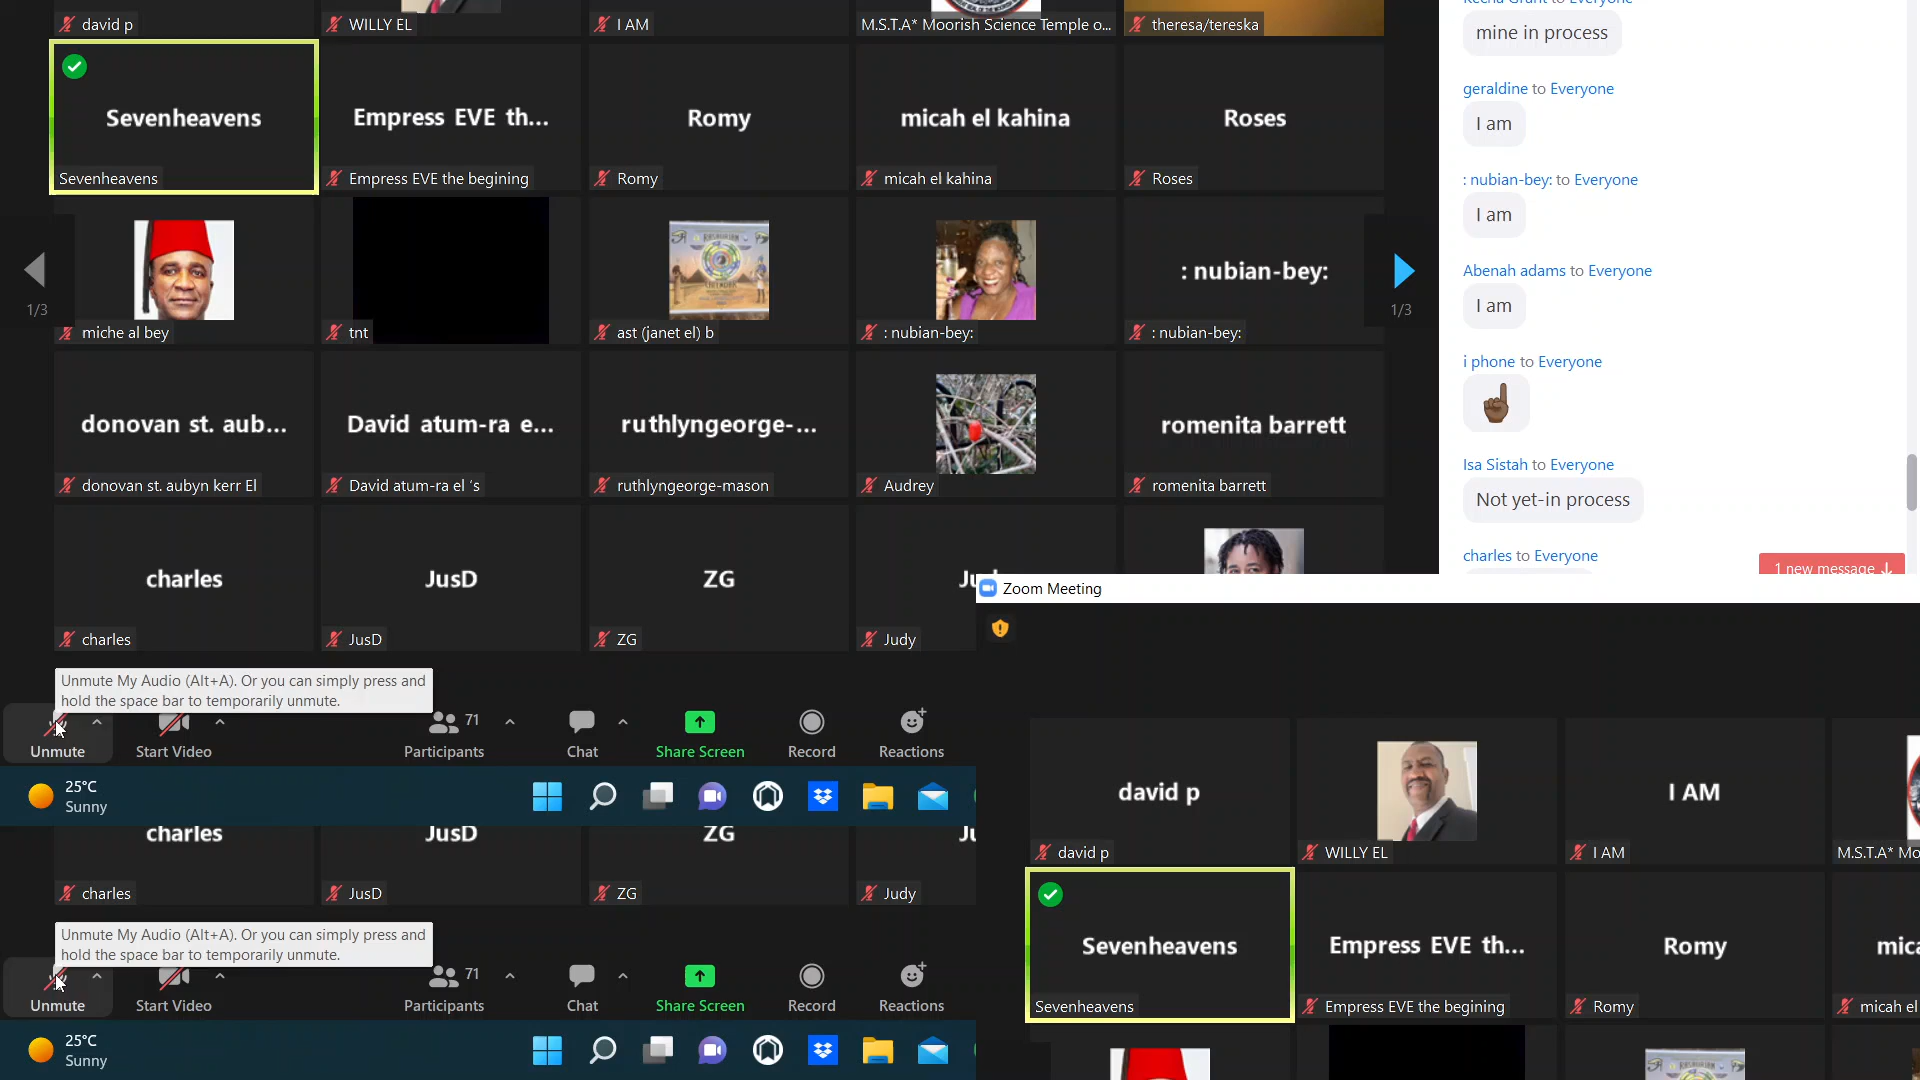 david p
WILLY EL
I AM
M.S.T.A* Moorish Science Temple o...
theresa/tereska
Sevenheavens
Sevenheavens
Empress EVE th...
Empress EVE the begining
Romy
Romy
micah el kahina
micah el kahina
Roses
Roses
1/3
miche al bey
tnt
ast (janet el) b
: nubian-bey:
: nubian-bey:
: nubian-bey:
1/3
donovan st. aub...
donovan st. aubyn kerr El
David atum-ra e...
David atum-ra el 's
ruthlyngeorge-...
ruthlyngeorge-mason
Audrey
romenita barrett
romenita barrett
charles
charles
JusD
JusD
ZG
ZG
Judy
Unmute My Audio (Alt+A). Or you can simply press and
hold the space bar to temporarily unmute.
Unmute
Start Video
71
Participants
Chat
Share Screen
Record
Reactions
25°C
Sunny
charles
charles
JusD
JusD
ZG
ZG
Judy
Unmute My Audio (Alt+A). Or you can simply press and
hold the space bar to temporarily unmute.
Unmute
Start Video
71
Participants
Chat
Share Screen
Record
Reactions
25°C
Sunny
to Everyone
mine in process
geraldine to Everyone
I am
: nubian-bey: to Everyone
I am
Abenah adams to Everyone
I am
i phone to Everyone
Isa Sistah to Everyone
Not yet-in process
charles to Everyone
1 new message
Zoom Meeting
david p
david p
WILLY EL
I AM
I AM
M.S.T.A* Mo
Sevenheavens
Sevenheavens
Empress EVE th...
Empress EVE the begining
Romy
Romy
mica
micah el